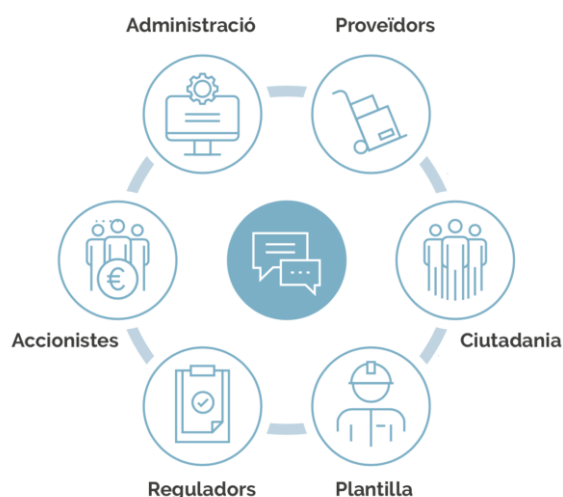 Administració
Proveïdors
Accionistes
Ciutadania
Reguladors
Plantilla